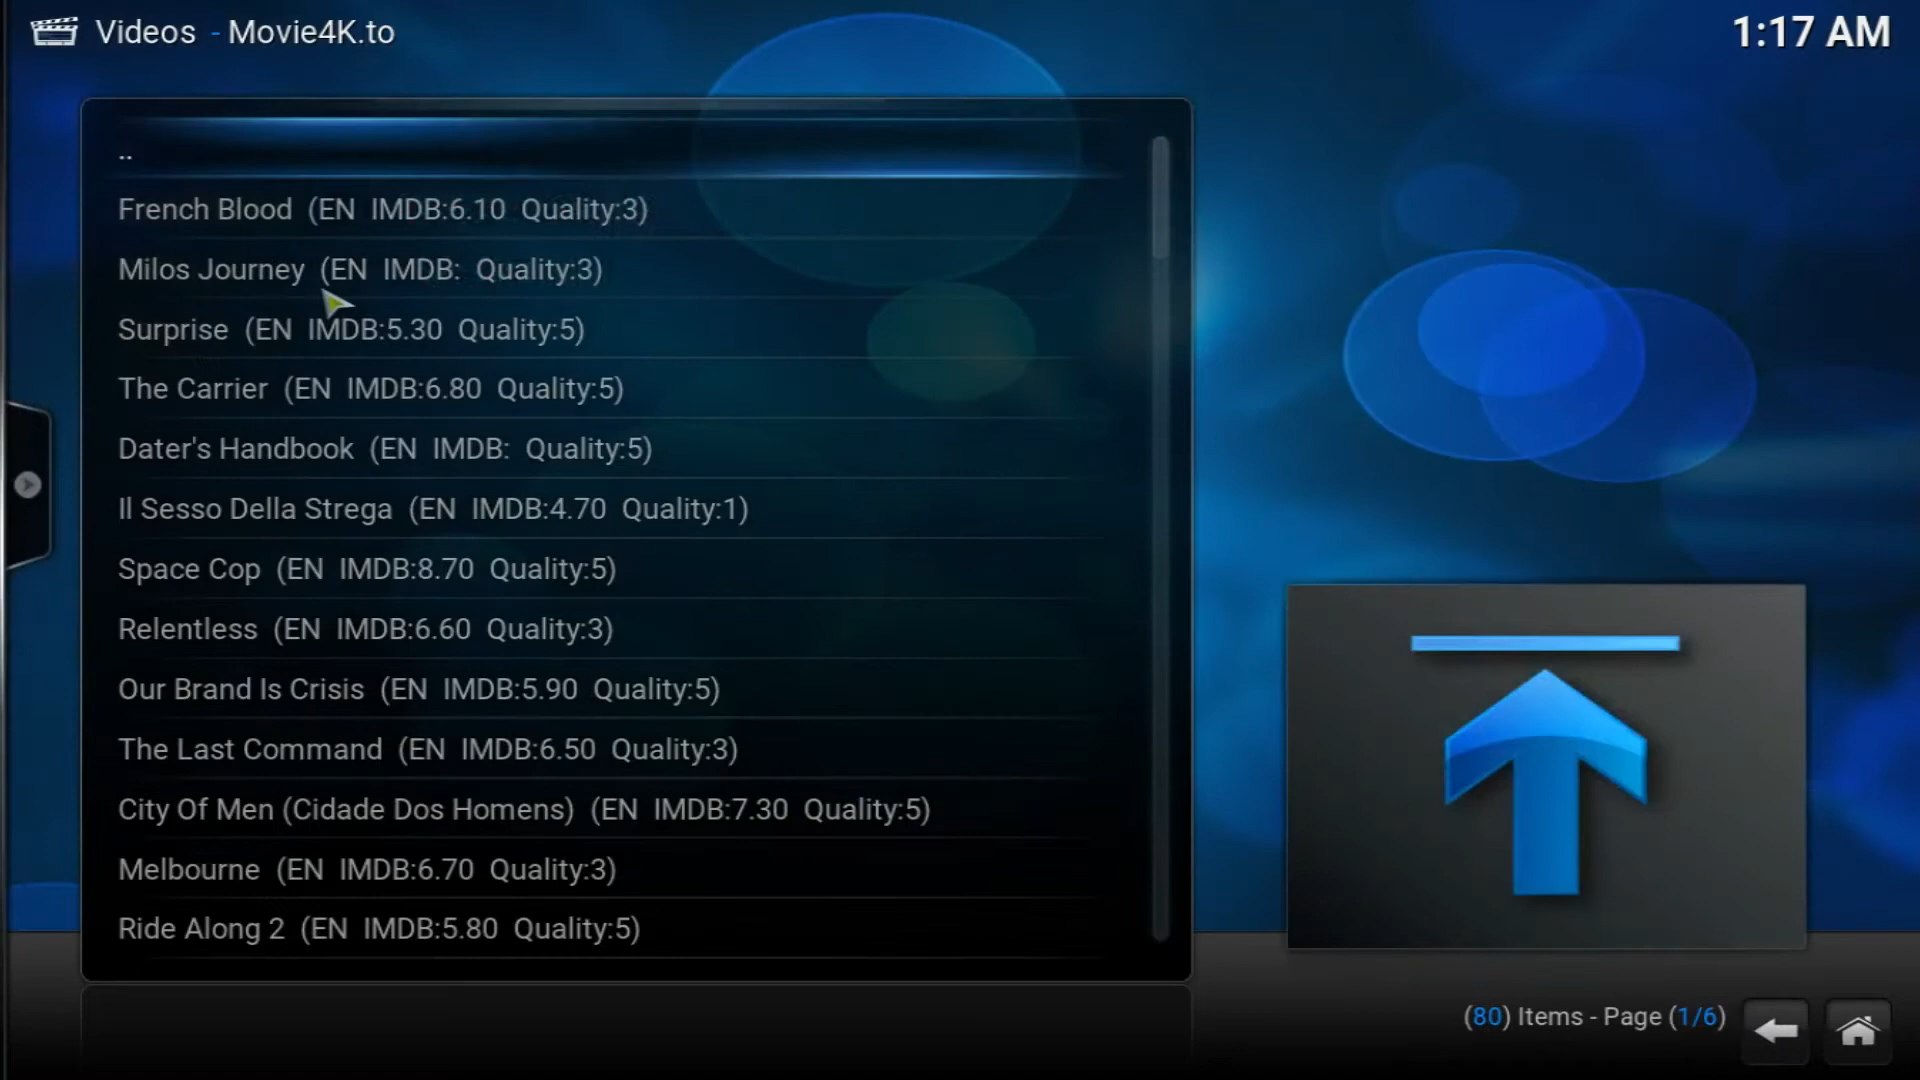 Videos - Movie4K.to
1:17 AM
..
French Blood (EN IMDB:6.10 Quality:3)
Milos Journey (EN IMDB: Quality:3)
Surprise (EN IMDB:5.30 Quality:5)
The Carrier (EN IMDB:6.80 Quality:5)
Dater's Handbook (EN IMDB: Quality:5)
Il Sesso Della Strega (EN IMDB:4.70 Quality:1)
Space Cop (EN IMDB:8.70 Quality:5)
Relentless (EN IMDB:6.60 Quality:3)
Our Brand Is Crisis (EN IMDB:5.90 Quality:5)
The Last Command (EN IMDB:6.50 Quality:3)
City Of Men (Cidade Dos Homens) (EN IMDB:7.30 Quality:5)
Melbourne (EN IMDB:6.70 Quality:3)
Ride Along 2 (EN IMDB:5.80 Quality:5)
(80) Items - Page (1/6)